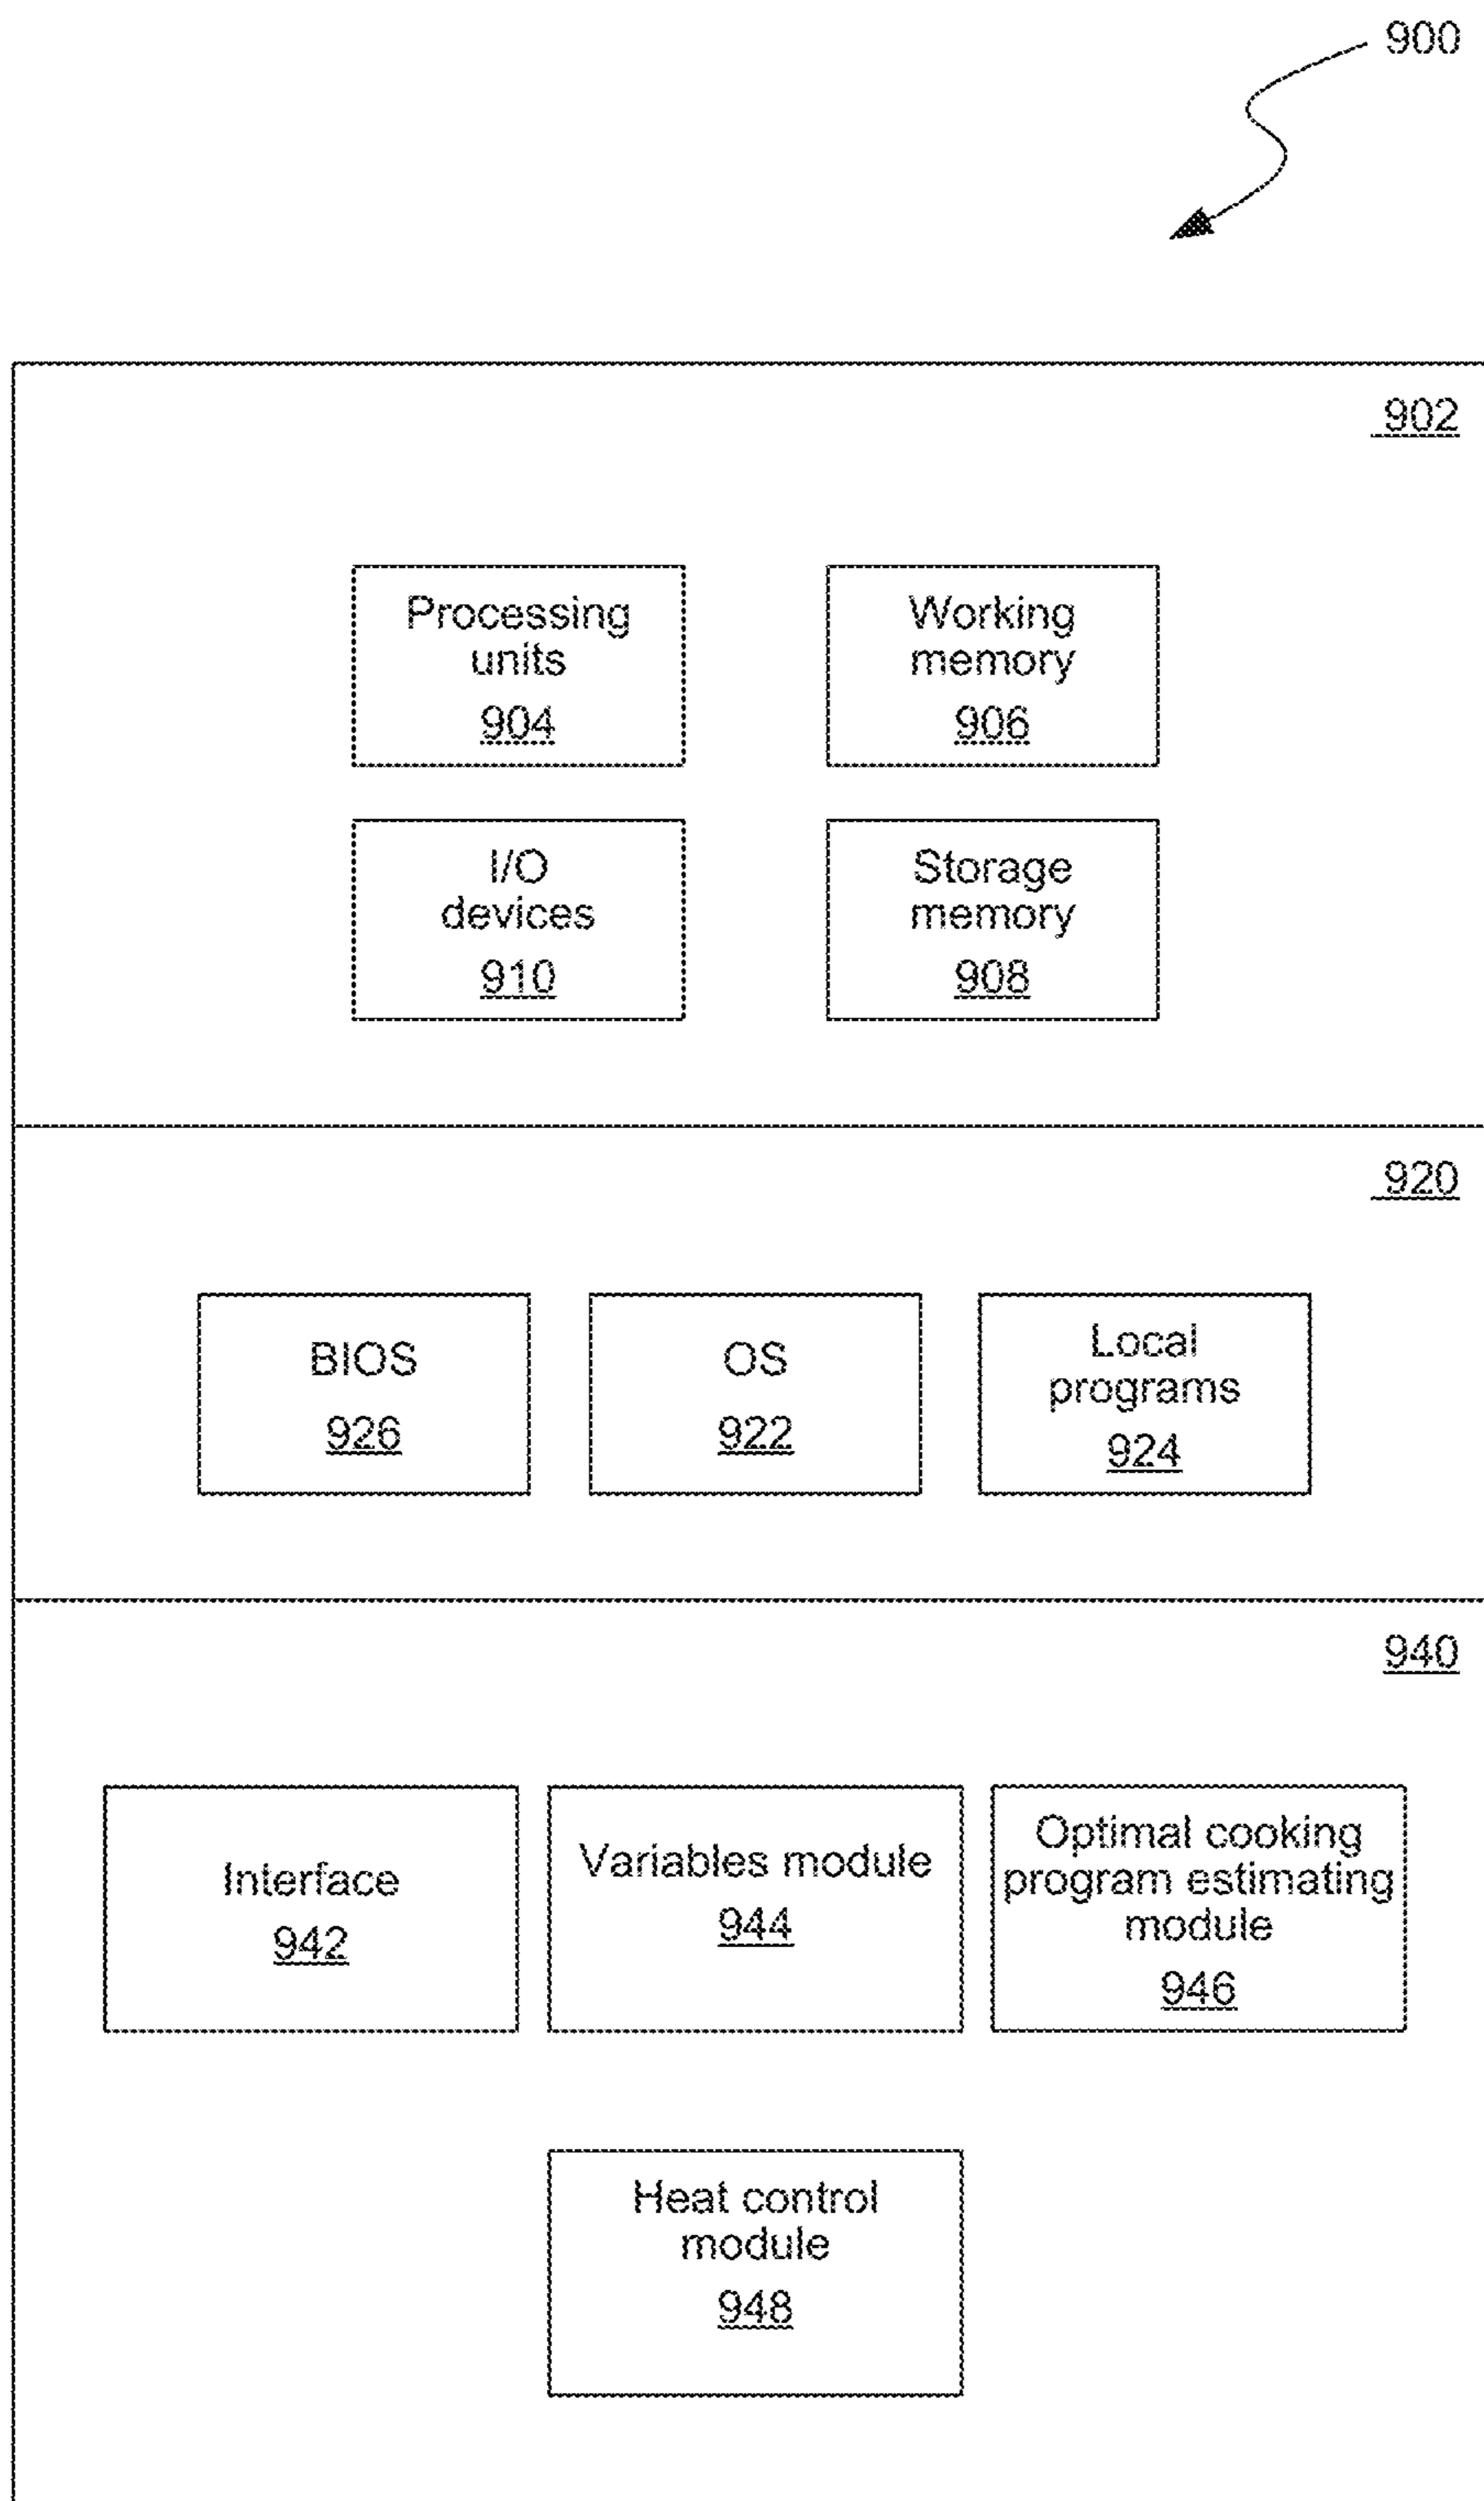 900
902
Processing
units
904
Working
memory
906
I/O
devices
910
Storage
memory
908
920
BIOS
926
OS
922
Local
programs
924
940
Interface
942
Variables module
944
Optimal cooking
program estimating
module
946
Heat control
module
948